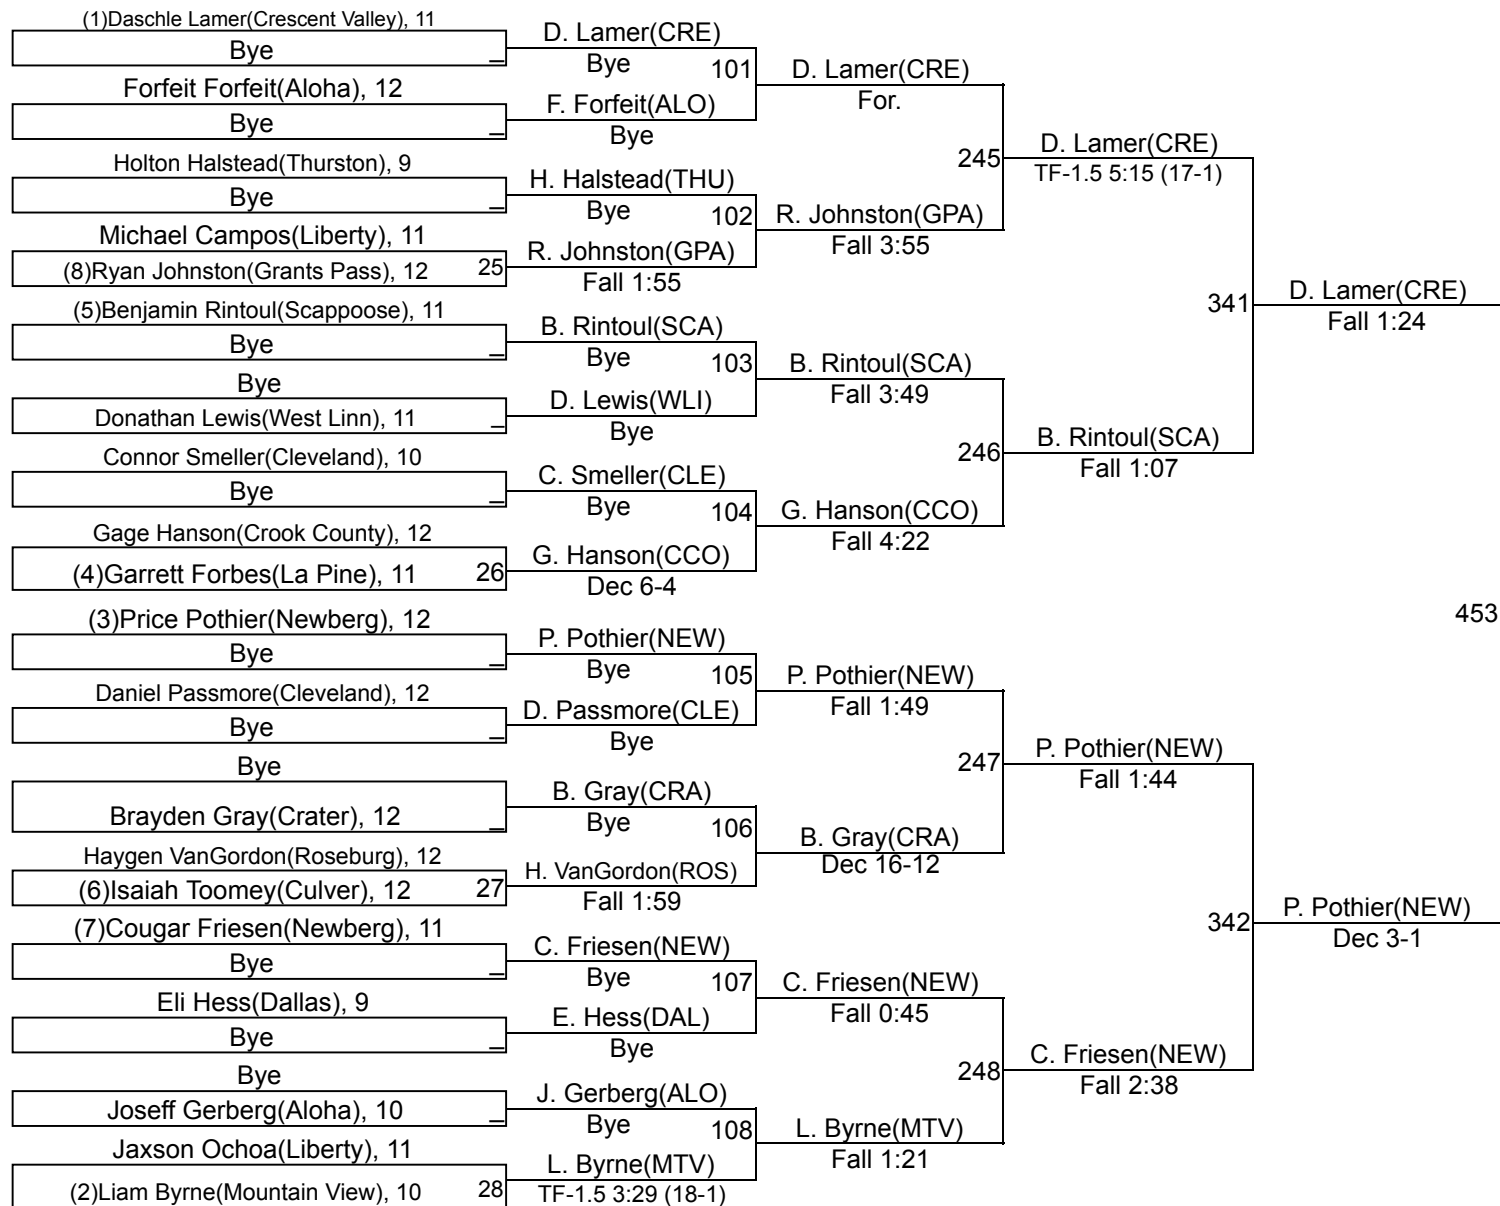 (1)Daschle Lamer(Crescent Valley), 11
Bye _
Forfeit Forfeit(Aloha), 12
Bye _
Holton Halstead(Thurston), 9
Bye _
Michael Campos(Liberty), 11
(8)Ryan Johnston(Grants Pass), 12 25
(5)Benjamin Rintoul(Scappoose), 11
Bye _
Bye
Donathan Lewis(West Linn), 11 _
Connor Smeller(Cleveland), 10
Bye _
Gage Hanson(Crook County), 12
(4)Garrett Forbes(La Pine), 11 26
(3)Price Pothier(Newberg), 12
Bye _
Daniel Passmore(Cleveland), 12
Bye _
Bye
Brayden Gray(Crater), 12 _
Haygen VanGordon(Roseburg), 12
(6)Isaiah Toomey(Culver), 12 27
(7)Cougar Friesen(Newberg), 11
Bye _
Eli Hess(Dallas), 9
Bye _
Bye
Joseff Gerberg(Aloha), 10 _
Jaxson Ochoa(Liberty), 11
(2)Liam Byrne(Mountain View), 10 28
D. Lamer(CRE)
Bye
101
F. Forfeit(ALO)
Bye
H. Halstead(THU)
Bye
102
R. Johnston(GPA)
Fall 1:55
B. Rintoul(SCA)
Bye
103
D. Lewis(WLI)
Bye
C. Smeller(CLE)
Bye
104
G. Hanson(CCO)
Dec 6-4
P. Pothier(NEW)
Bye
105
D. Passmore(CLE)
Bye
B. Gray(CRA)
Bye
106
H. VanGordon(ROS)
Fall 1:59
C. Friesen(NEW)
Bye
107
E. Hess(DAL)
Bye
J. Gerberg(ALO)
Bye
108
L. Byrne(MTV)
TF-1.5 3:29 (18-1)
D. Lamer(CRE)
For.
245
R. Johnston(GPA)
Fall 3:55
B. Rintoul(SCA)
Fall 3:49
246
G. Hanson(CCO)
Fall 4:22
P. Pothier(NEW)
Fall 1:49
247
B. Gray(CRA)
Dec 16-12
C. Friesen(NEW)
Fall 0:45
248
L. Byrne(MTV)
Fall 1:21
D. Lamer(CRE)
TF-1.5 5:15 (17-1)
341
B. Rintoul(SCA)
Fall 1:07
P. Pothier(NEW)
Fall 1:44
342
C. Friesen(NEW)
Fall 2:38
D. Lamer(CRE)
Fall 1:24
453
P. Pothier(NEW)
Dec 3-1